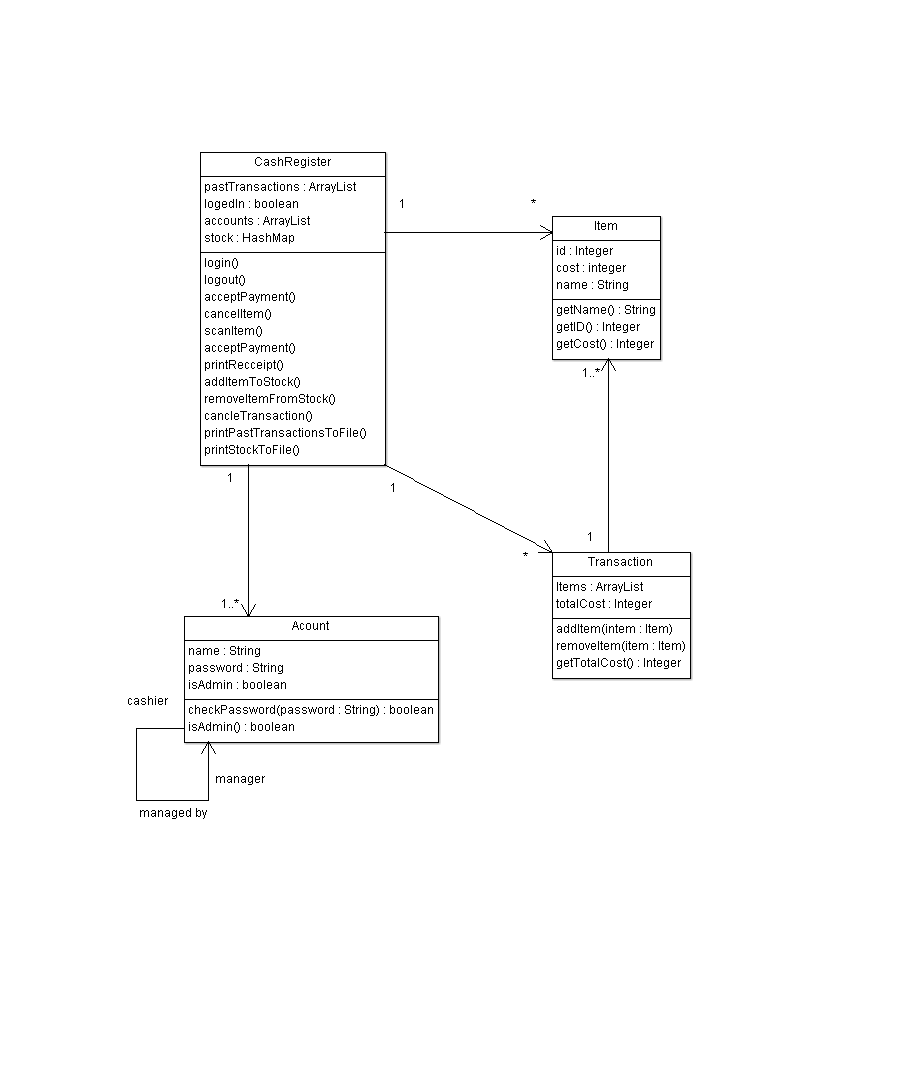 CashRegister
pastTransactions : ArrayList
logedIn : boolean
accounts : ArrayList
stock : HashMap
login()
logout()
acceptPayment()
cancelItem()
scanItem()
acceptPayment()
printRecceipt()
addItemToStock()
removeItemFromStock()
cancleTransaction()
printPastTransactionsToFile()
printStockToFile()
1
*
Item
id : Integer
cost : integer
name : String
getName() : String
getID() : Integer
getCost() : Integer
1..*
1
1
*
1
Transaction
Items : ArrayList
totalCost : Integer
addItem(intem : Item)
removeItem(item : Item)
getTotalCost() : Integer
1..*
Acount
name : String
password : String
isAdmin : boolean
checkPassword(password : String) : boolean
isAdmin() : boolean
cashier
manager
managed by